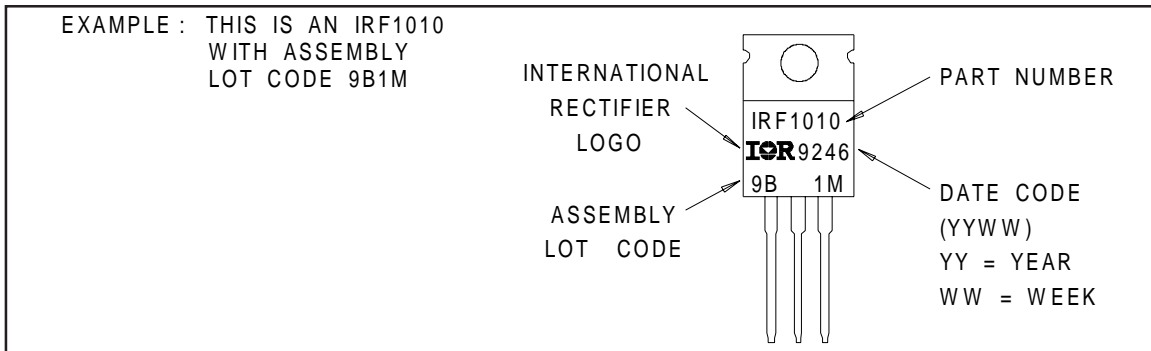 EXAMPLE : THIS IS AN IRF1010
WITH ASSEMBLY
LOT CODE 9B1M
INTERNATIONAL
RECTIFIER
LOGO
PART NUMBER
IRF1010
IOR 9246
9B 1M
ASSEMBLY
LOT CODE
DATE CODE
(YYWW)
YY = YEAR
WW = WEEK